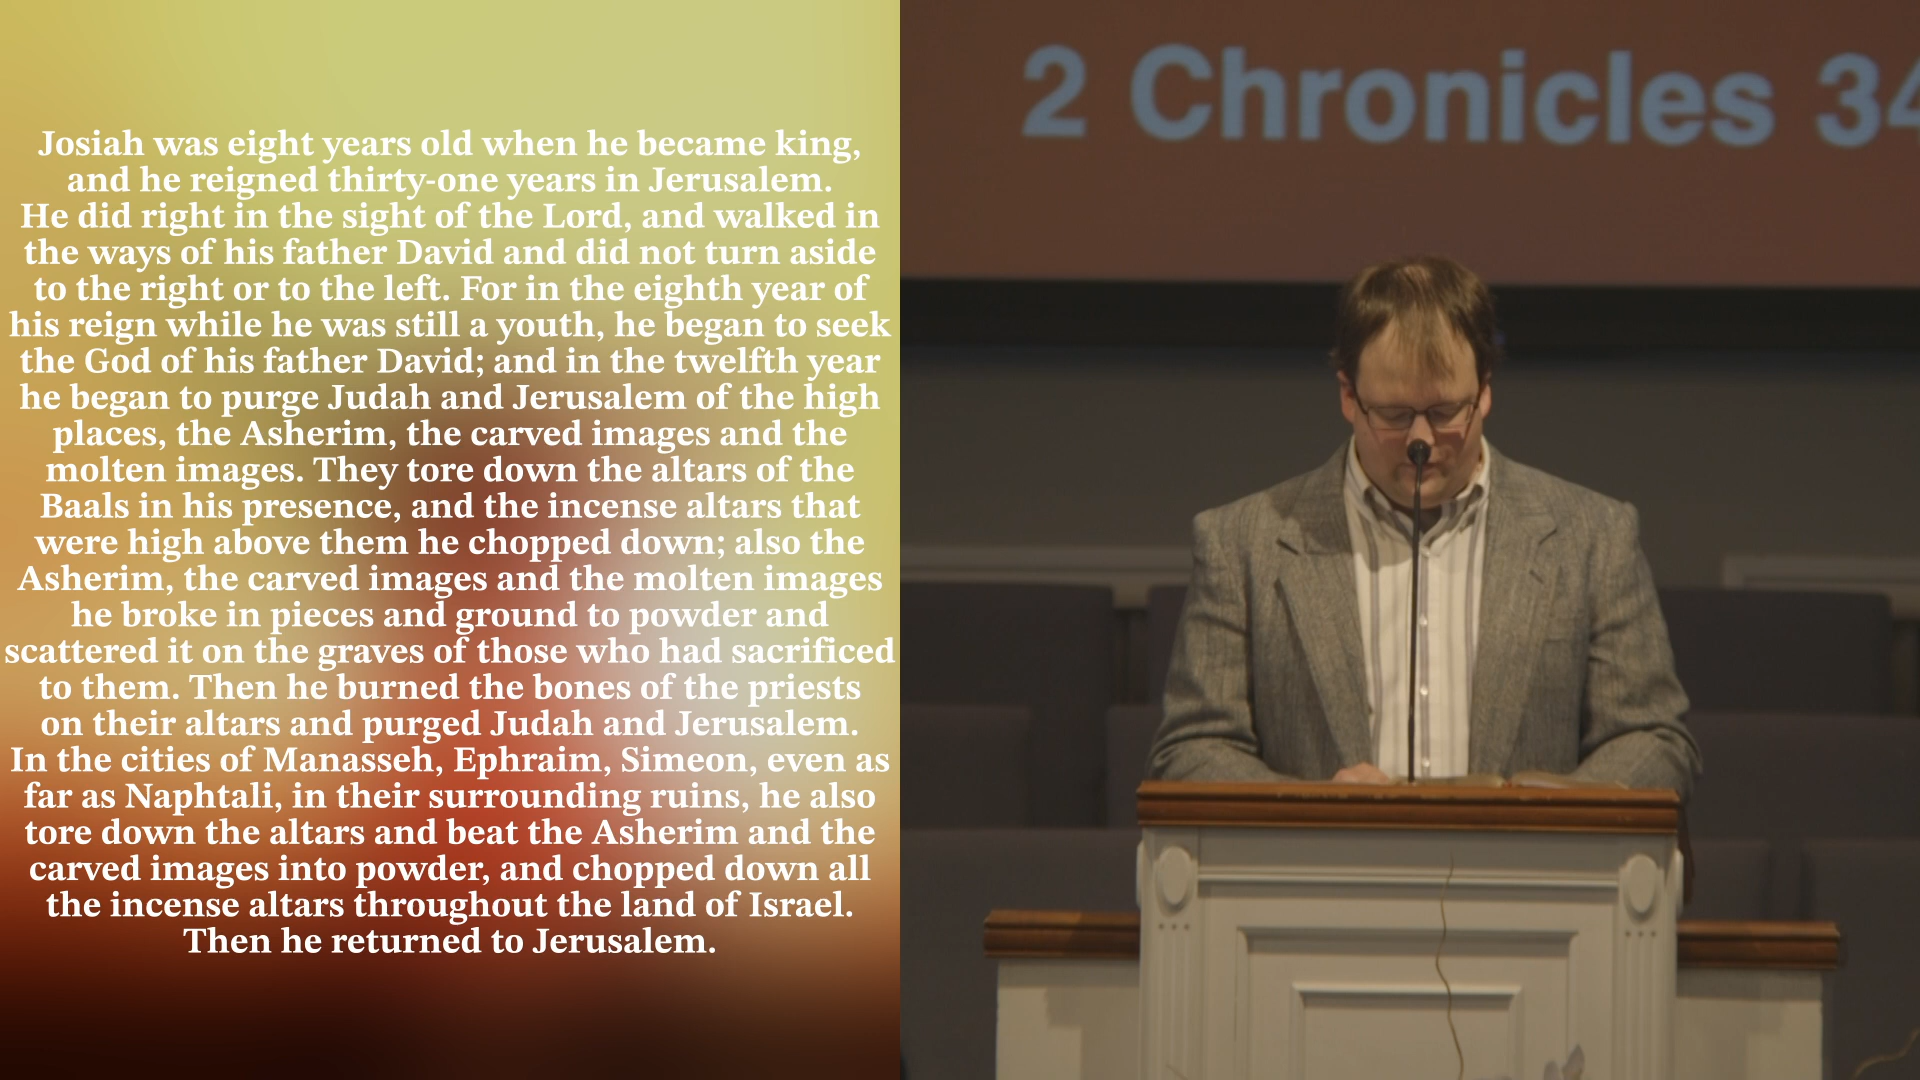 Josiah was eight years old when he became king,
and he reigned thirty-one years in Jerusalem.
He did right in the sight of the Lord, and walked in
the ways of his father David and did not turn aside
to the right or to the left. For in the eighth year of
his reign while he was still a youth, he began to seek
the God of his father David; and in the twelfth year
he began to purge Judah and Jerusalem of the high
places, the Asherim, the carved images and the
molten images. They tore down the altars of the
Baals in his presence, and the incense altars that
were high above them he chopped down; also the
Asherim, the carved images and the molten images
he broke in pieces and ground to powder and
scattered it on the graves of those who had sacrificed
to them. Then he burned the bones of the priests
on their altars and purged Judah and Jerusalem.
In the cities of Manasseh, Ephraim, Simeon, even as
far as Naphtali, in their surrounding ruins, he also
tore down the altars and beat the Asherim and the
carved images into powder, and chopped down all
the incense altars throughout the land of Israel.
Then he returned to Jerusalem.
2 Chronicles 34